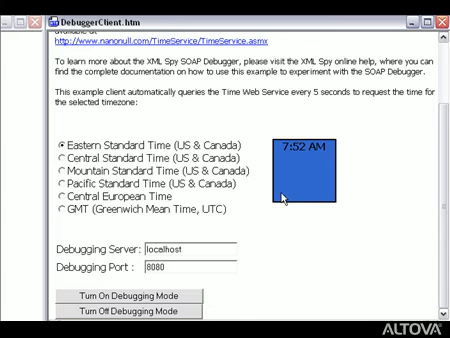 DebuggerClient.htm
available at
http://www.nanonull.com/TimeService/TimeService.asmx
To learn more about the XML Spy SOAP Debugger, please visit the XML Spy online help, where you can
find the complete documentation on how to use this example to experiment with the SOAP Debugger.
This example client automatically queries the Time Web Service every 5 seconds to request the time for
the selected timezone:
Eastern Standard Time (US & Canada)
7:52 AM
Central Standard Time (US & Canada)
Mountain Standard Time (US & Canada)
Pacific Standard Time (US & Canada)
Central European Time
GMT (Greenwich Mean Time, UTC)
Debugging Server: localhost
Debugging Port : 8080
Turn On Debugging Mode
Turn Off Debugging Mode
ALTOVA®